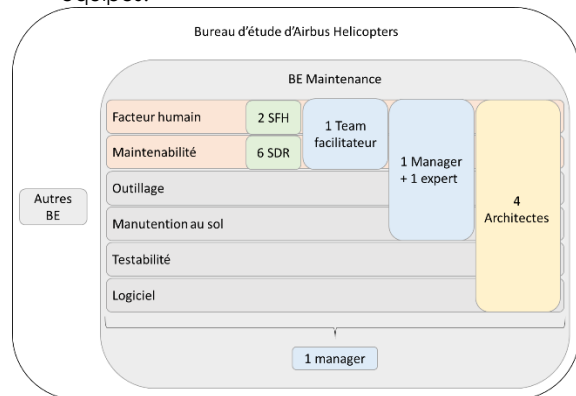 équipes.
Bureau d'étude d'Airbus Helicopters
BE Maintenance
Facteur humain
2 SFH
1 Team
facilitateur
1 Manager
+ 1 expert
4
Architectes
Maintenabilité
6 SDR
Outillage
Autres
BE
Manutention au sol
Testabilité
Logiciel
1 manager